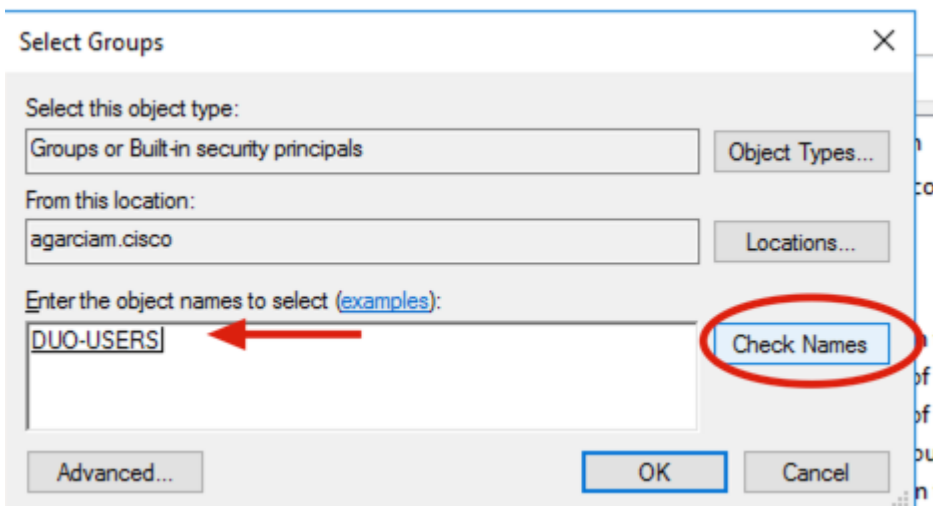 Select Groups
Select this object type:
Groups or Built-in security principals
Object Types...
From this location:
agarciam.cisco
Locations...
Enter the object names to select (examples):
DUO-USERS
Check Names
Advanced...
OK
Cancel